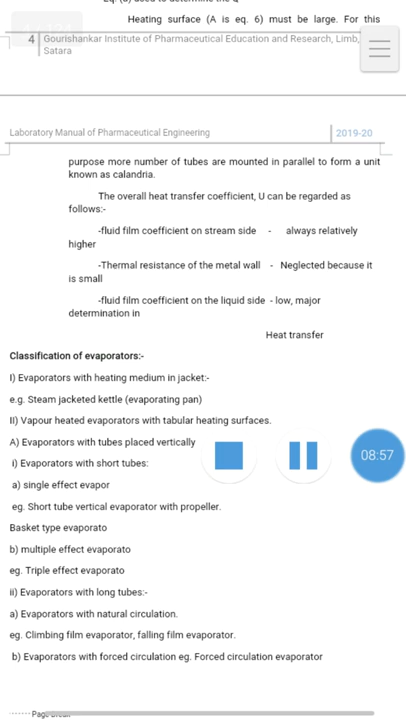 Heating surface (A is eq. 6) must be large. For this
4 Gourishankar Institute of Pharmaceutical Education and Research, Limb,
Satara
Laboratory Manual of Pharmaceutical Engineering 2019-20
purpose more number of tubes are mounted in parallel to form a unit
known as calandria.
The overall heat transfer coefficient, U can be regarded as
follows:-
-fluid film coefficient on stream side - always relatively
higher
-Thermal resistance of the metal wall - Neglected because it
is small
-fluid film coefficient on the liquid side - low, major
determination in
Heat transfer
Classification of evaporators:-
I) Evaporators with heating medium in jacket:-
e.g. Steam jacketed kettle (evaporating pan)
II) Vapour heated evaporators with tabular heating surfaces.
A) Evaporators with tubes placed vertically
i) Evaporators with short tubes:
08:57
a) single effect evapor
eg. Short tube vertical evaporator with propeller.
Basket type evaporato
b) multiple effect evaporato
eg. Triple effect evaporato
ii) Evaporators with long tubes:-
a) Evaporators with natural circulation.
eg. Climbing film evaporator, falling film evaporator.
b) Evaporators with forced circulation eg. Forced circulation evaporator
Page Break